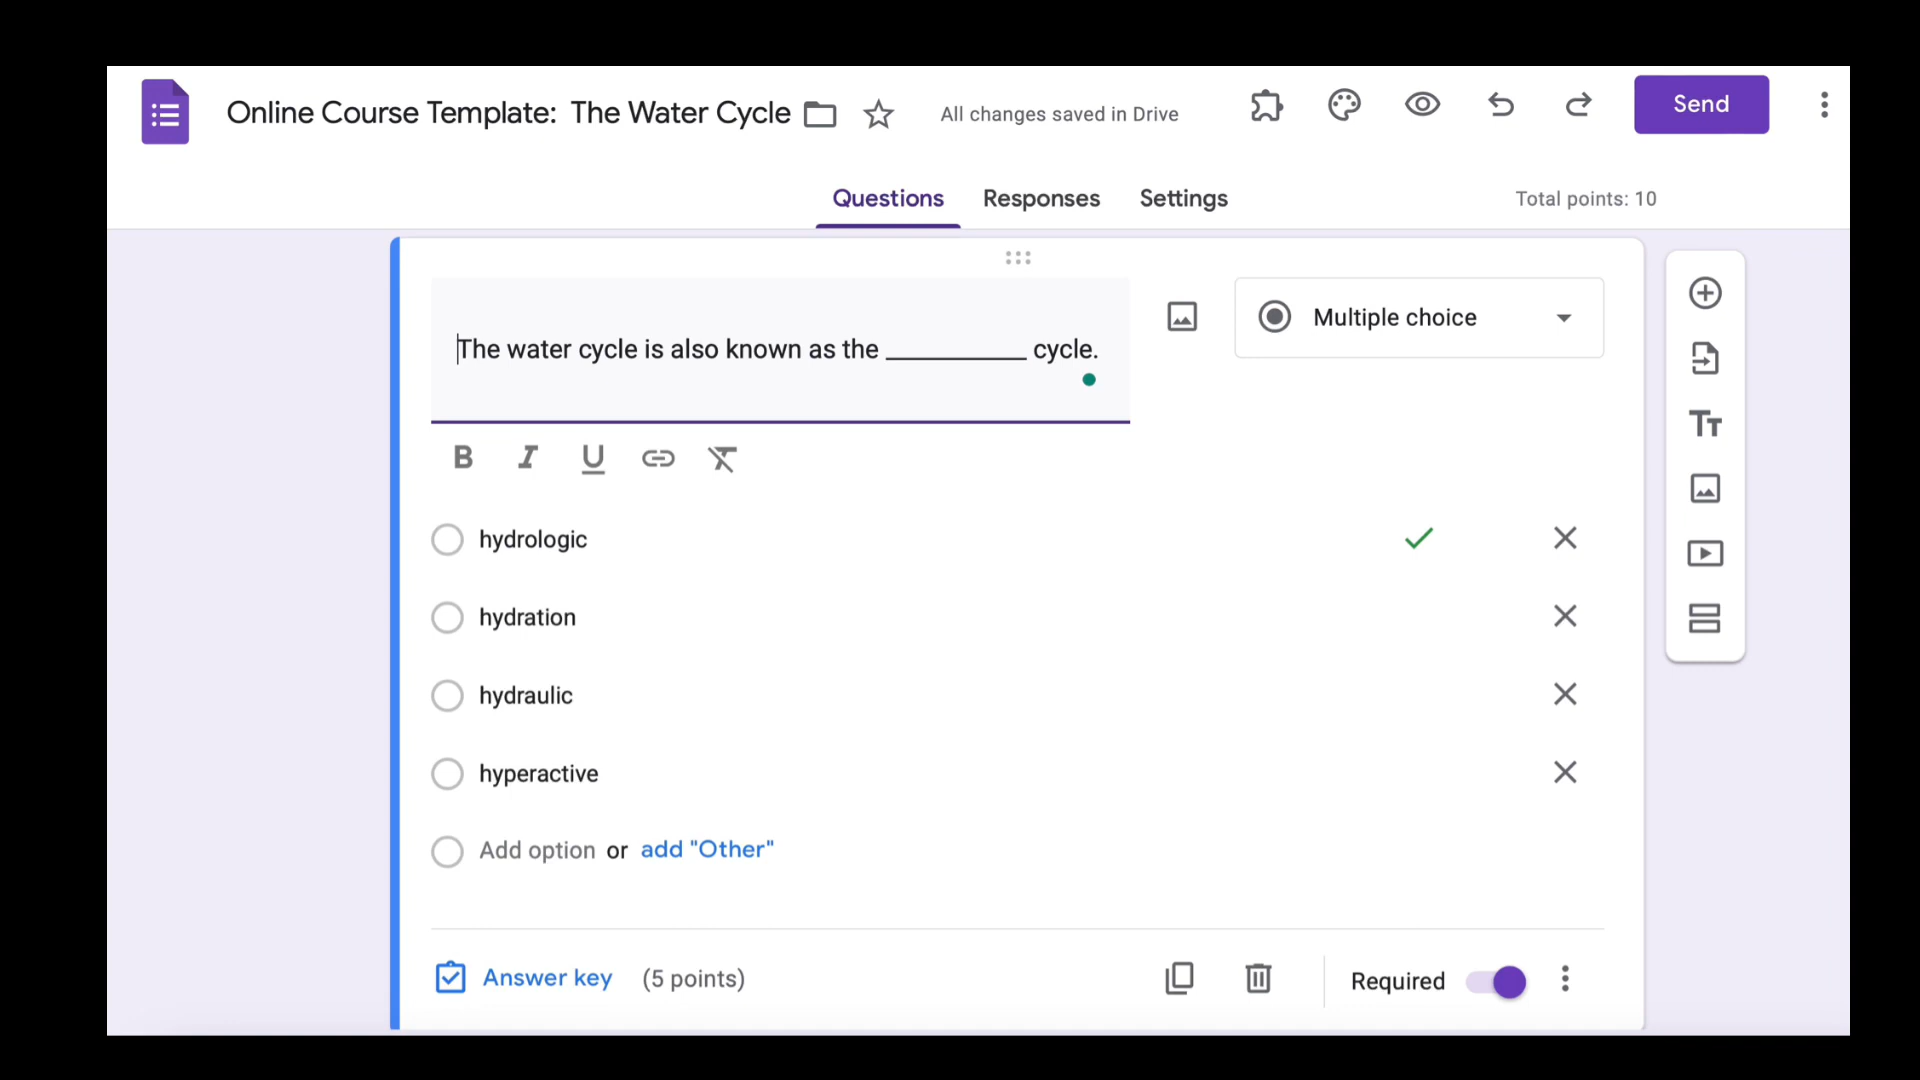 Online Course Template: The Water Cycle
All changes saved in Drive
Send
Questions
Responses
Settings
Total points: 10
The water cycle is also known as the __________ cycle.
Multiple choice
B I U
TT
hydrologic
hydration
hydraulic
hyperactive
Add option or add "Other"
Answer key (5 points)
Required